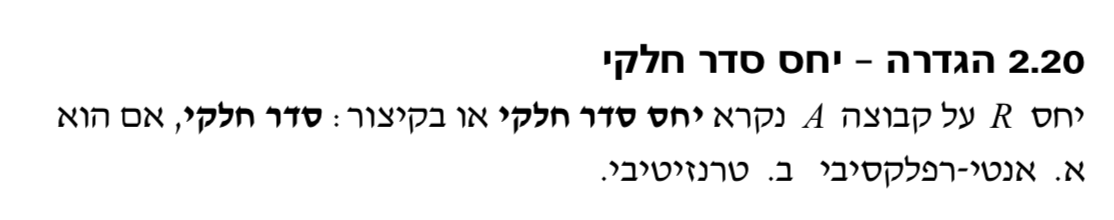 2.20 הגדרה – יחס סדר חלקי
יחס R על קבוצה A נקרא יחס סדר חלקי או בקיצור: סדר חלקי, אם הוא
א. אנטי-רפלקסיבי ב. טרנזיטיבי.